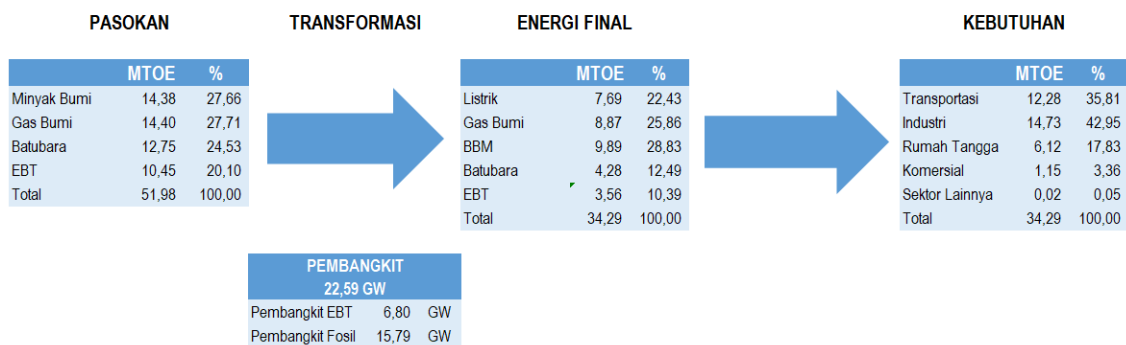 PASOKAN TRANSFORMASI ENERGI FINAL KEBUTUHAN
MTOE %
Minyak Bumi 14,38 27,66
Gas Bumi 14,40 27,71
Batubara 12,75 24,53
EBT 10,45 20,10
Total 51,98 100,00
MTOE %
Listrik 7,69 22,43
Gas Bumi 8,87 25,86
BBM 9,89 28,83
Batubara 4,28 12,49
EBT 3,56 10,39
Total 34,29 100,00
MTOE %
Transportasi 12,28 35,81
Industri 14,73 42,95
Rumah Tangga 6,12 17,83
Komersial 1,15 3,36
Sektor Lainnya 0,02 0,05
Total 34,29 100,00
PEMBANGKIT
22,59 GW
Pembangkit EBT 6,80 GW
Pembangkit Fosil 15,79 GW